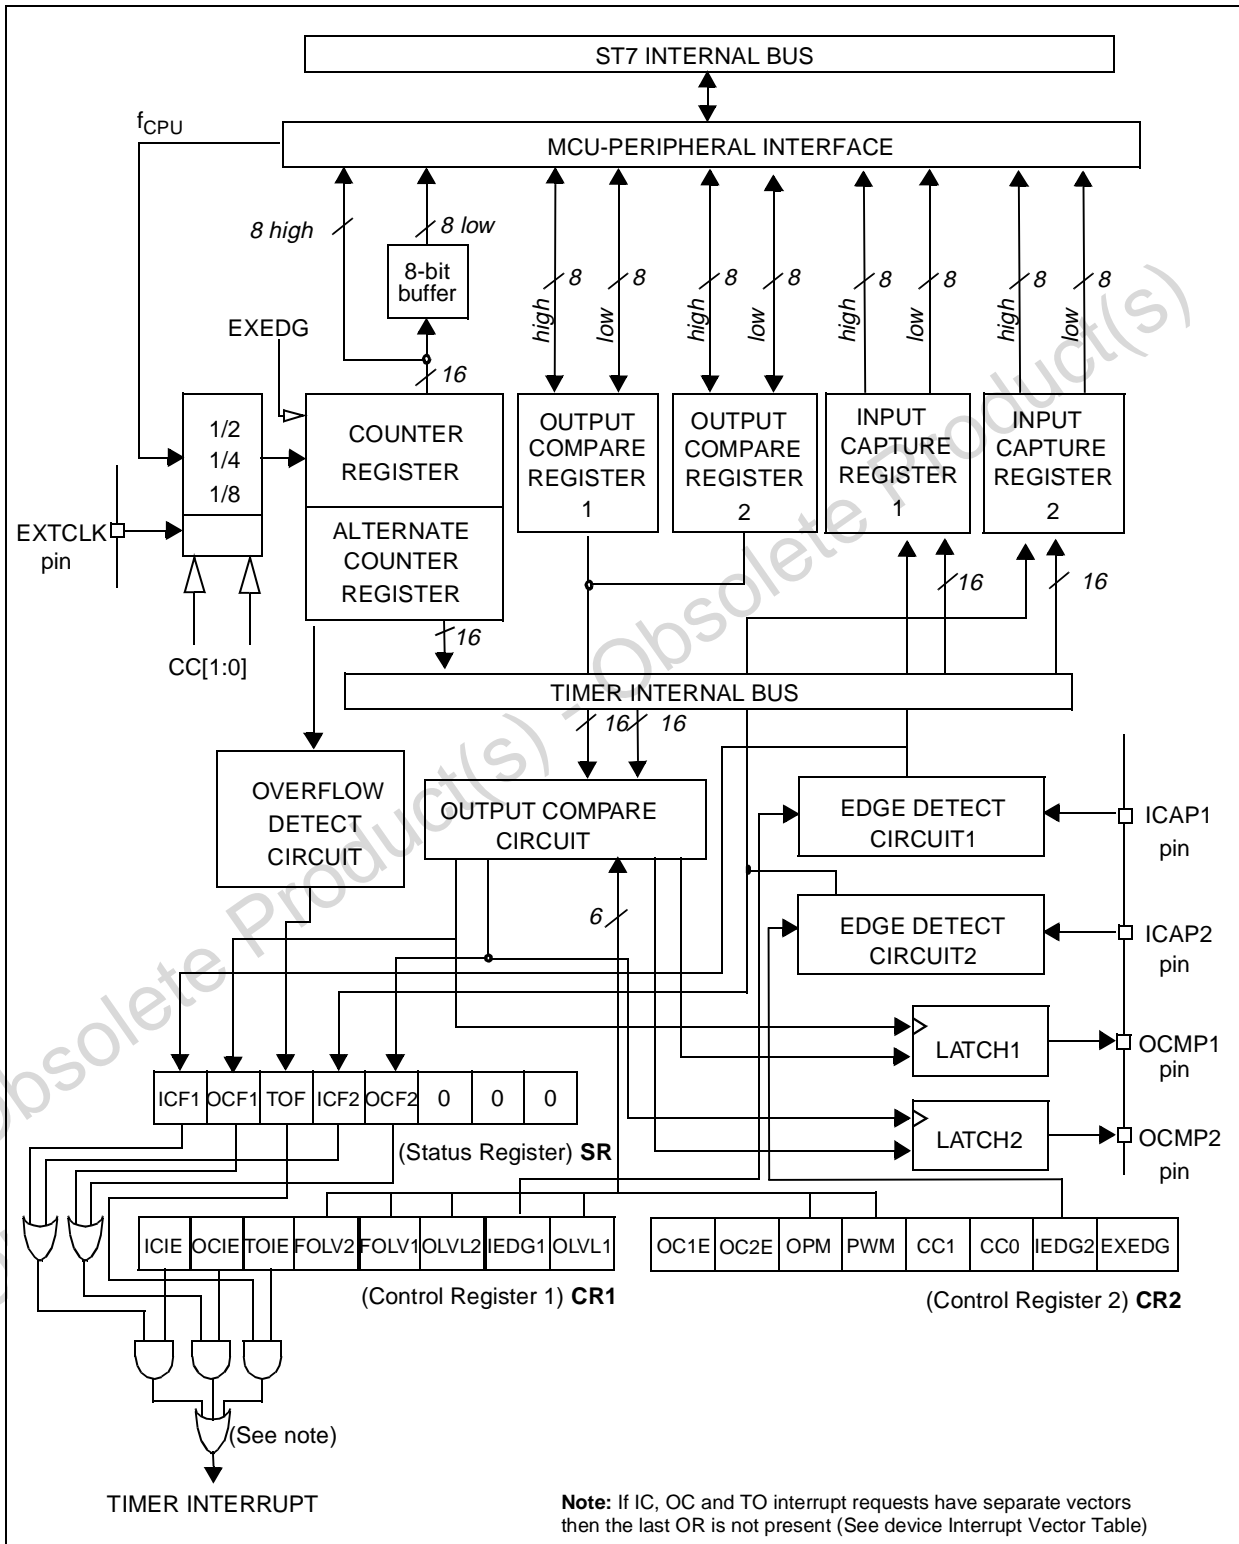 ST7 INTERNAL BUS
fCPU
MCU-PERIPHERAL INTERFACE
8 high
8 low
8-bit
buffer
8
8
8
8
8
8
8
8
high
low
high
low
high
low
high
low
EXEDG
16
1/2
1/4
1/8
COUNTER
REGISTER
OUTPUT
COMPARE
REGISTER
1
OUTPUT
COMPARE
REGISTER
2
INPUT
CAPTURE
REGISTER
1
INPUT
CAPTURE
REGISTER
2
EXTCLK
pin
ALTERNATE
COUNTER
REGISTER
16
16
16
CC[1:0]
TIMER INTERNAL BUS
16
16
OVERFLOW
DETECT
CIRCUIT
OUTPUT COMPARE
CIRCUIT
EDGE DETECT
CIRCUIT1
ICAP1
pin
6
EDGE DETECT
CIRCUIT2
ICAP2
pin
LATCH1
OCMP1
pin
ICF1 OCF1 TOF ICF2 OCF2 0 0 0
(Status Register) SR
LATCH2
OCMP2
pin
ICIE OCIE TOIE FOLV2 FOLV1 OLVL2 IEDG1 OLVL1
(Control Register 1) CR1
OC1E OC2E OPM PWM CC1 CC0 IEDG2 EXEDG
(Control Register 2) CR2
(See note)
TIMER INTERRUPT
Note: If IC, OC and TO interrupt requests have separate vectors
then the last OR is not present (See device Interrupt Vector Table)
Obsolete Product(s) - Obsolete Product(s)